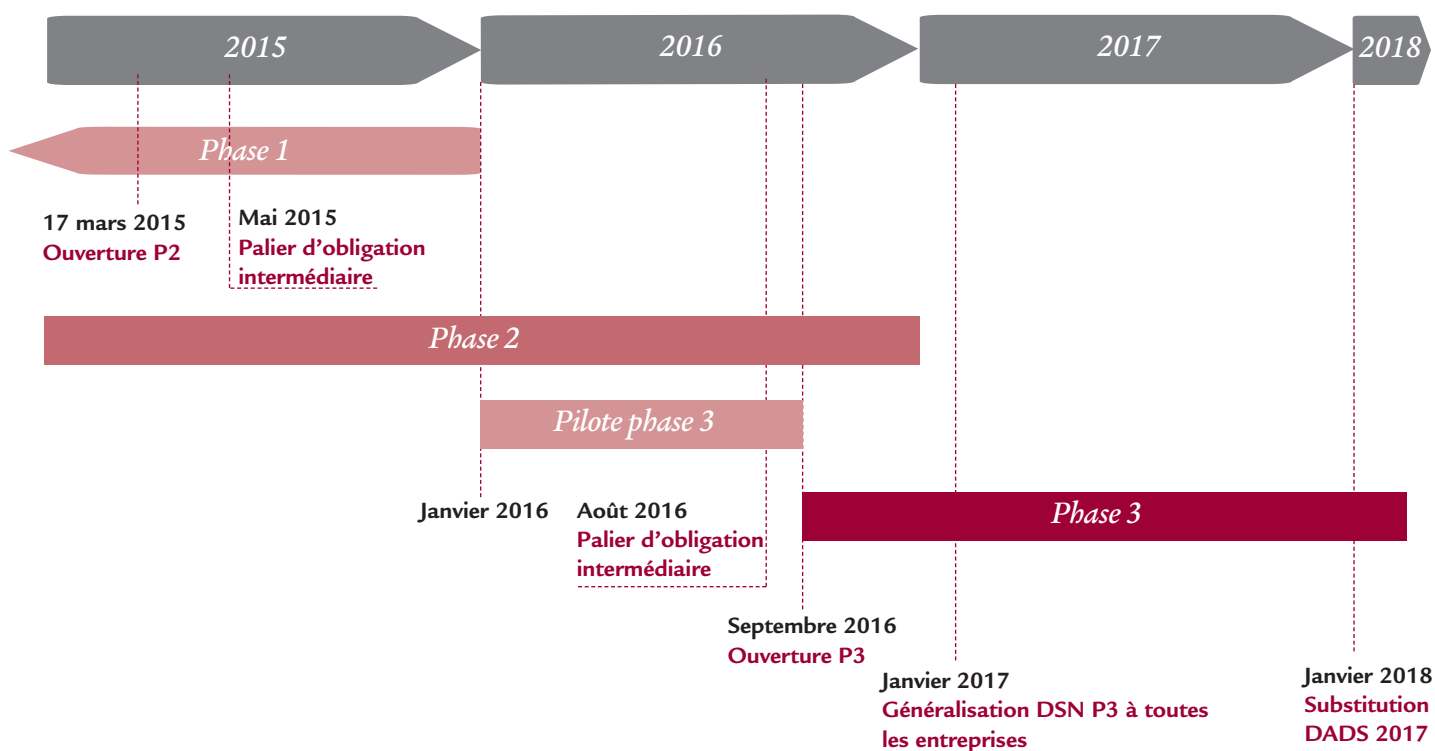 2015
2016
2017
2018
Phase 1
17 mars 2015
Ouverture P2
Mai 2015
Palier d’obligation
intermédiaire
Phase 2
Pilote phase 3
Janvier 2016
Août 2016
Palier d’obligation
intermédiaire
Phase 3
Septembre 2016
Ouverture P3
Janvier 2017
Généralisation DSN P3 à toutes
les entreprises
Janvier 2018
Substitution
DADS 2017